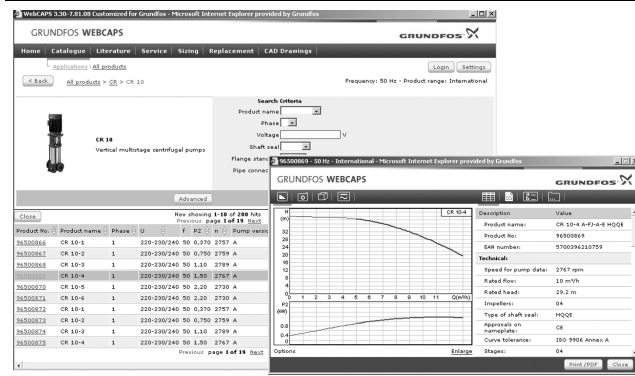 WebCAPS 3.30-7.81.08 Customized for Grundfos - Microsoft Internet Explorer provided by Grundfos
GRUNDFOS WEBCAPS
GRUNDFOS
Home Catalogue Literature Service Sizing Replacement CAD Drawings
Applications All products
Login Settings
< Back All products > CR > CR 10
Frequency: 50 Hz - Product range: International
CR 10
Vertical multistage centrifugal pumps
Search Criteria
Product name
Phase
Voltage V
Shaft seal
Flange stand
Pipe connec
Advanced
Close
Now showing 1-10 of 200 hits
Previous page 1 of 19 Next
Product No. Product name Phase U f P2 n Pump versio
96500866 CR 10-1 1 220-230/240 50 0,370 2757 A
96500867 CR 10-2 1 220-230/240 50 0,750 2759 A
96500868 CR 10-3 1 220-230/240 50 1,10 2789 A
96500869 CR 10-4 1 220-230/240 50 1,50 2767 A
96500870 CR 10-5 1 220-230/240 50 2,20 2730 A
96500871 CR 10-6 1 220-230/240 50 2,20 2730 A
96500872 CR 10-1 1 220-230/240 50 0,370 2757 A
96500873 CR 10-2 1 220-230/240 50 0,750 2759 A
96500874 CR 10-3 1 220-230/240 50 1,10 2789 A
96500875 CR 10-4 1 220-230/240 50 1,50 2767 A
Previous page 1 of 19 Next
96500869 - 50 Hz - International - Microsoft Internet Explorer provided by Grundfos
GRUNDFOS WEBCAPS
GRUNDFOS
H
(m)
CR 10-4
32
28
24
20
16
12
8
4
0
0 1 2 3 4 5 6 7 8 9 10 11 Q(m³/h)
P2
(kW)
0.8
0.4
0
Options Enlarge
Description Value
Product name: CR 10-4 A-FJ-A-E HQQE
Product No: 96500869
EAN number: 5700396210759
Technical:
Speed for pump data: 2767 rpm
Rated flow: 10 m³/h
Rated head: 29.2 m
Impellers: 04
Type of shaft seal: HQQE
Approvals on nameplate: CE
Curve tolerance: ISO 9906 Annex A
Stages: 04
Print /PDF Close